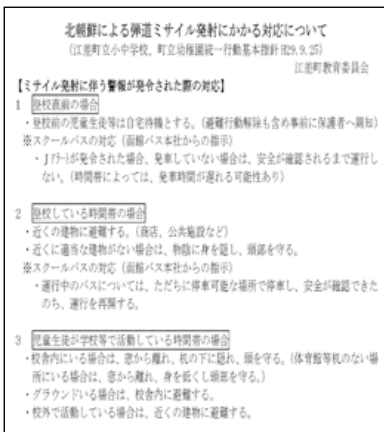 北朝鮮による弾道ミサイル発射にかかる対応について
(江差町立小中学校、町立幼稚園統一行動基本指針 H29.9.25)
江差町教育委員会
【ミサイル発射に伴う警報が発令された際の対応】
1 登校直前の場合
・登校前の児童生徒等は自宅待機とする。(避難行動解除も含め事前に保護者へ周知)
※スクールバスの対応(函館バス本社からの指示)
・Jアラートが発令された場合、発車していない場合は、安全が確認されるまで運行し
ない。(時間帯によっては、発車時間が遅れる可能性あり)
2 登校している時間帯の場合
・近くの建物に避難する。(商店、公共施設など)
・近くに適当な建物がない場合は、物陰に身を隠し、頭部を守る。
※スクールバスの対応(函館バス本社からの指示)
・運行中のバスについては、ただちに停車可能な場所で停車し、安全が確認できた
のち、運行を再開する。
3 児童生徒が学校等で活動している時間帯の場合
・校舎内にいる場合は、窓から離れ、机の下に隠れ、頭を守る。(体育館等机のない場
所にいる場合は、窓から離れ、身を低くし頭部を守る。)
・グラウンドいる場合は、校舎内に避難する。
・校外で活動している場合は、近くの建物に避難する。